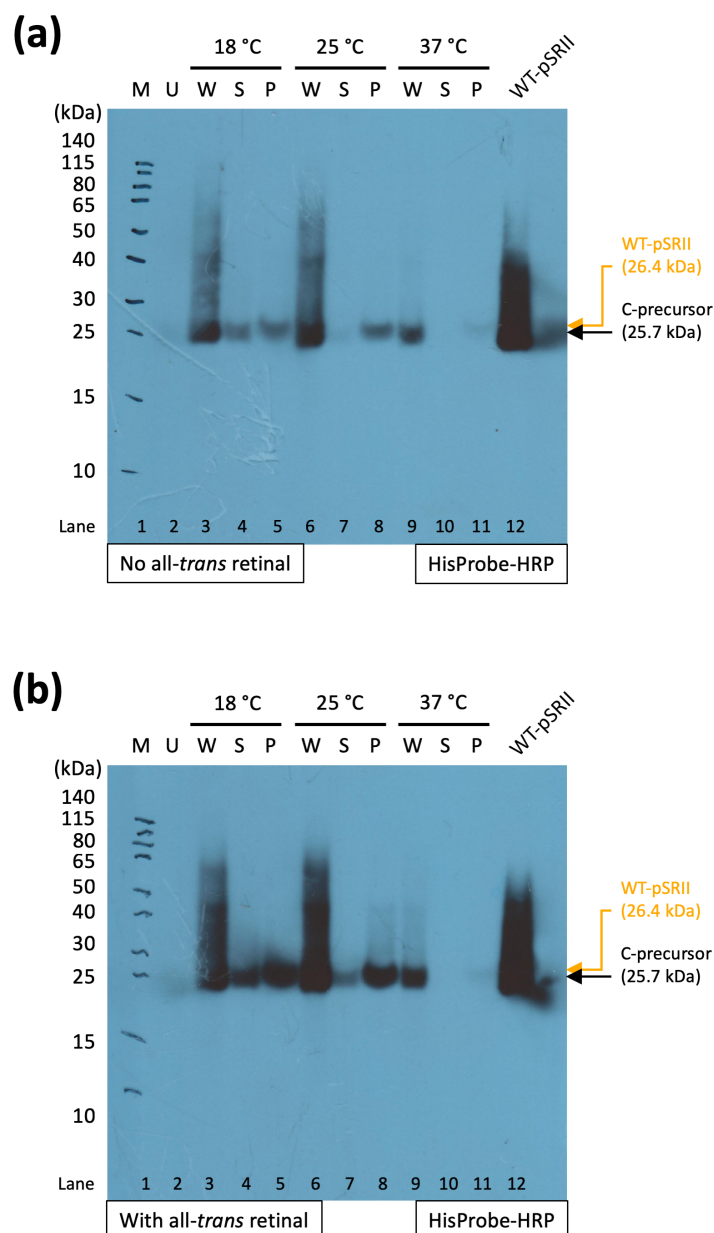 (a)
18 °C 25 °C 37 °C
M U W S P W S P W S P WT-pSRII
(kDa)
140
115
80
65
50
40
30
25
15
10
WT-pSRII
(26.4 kDa)
C-precursor
(25.7 kDa)
Lane 1 2 3 4 5 6 7 8 9 10 11 12
No all-trans retinal HisProbe-HRP
(b)
18 °C 25 °C 37 °C
M U W S P W S P W S P WT-pSRII
(kDa)
140
115
80
65
50
40
30
25
15
10
WT-pSRII
(26.4 kDa)
C-precursor
(25.7 kDa)
Lane 1 2 3 4 5 6 7 8 9 10 11 12
With all-trans retinal HisProbe-HRP